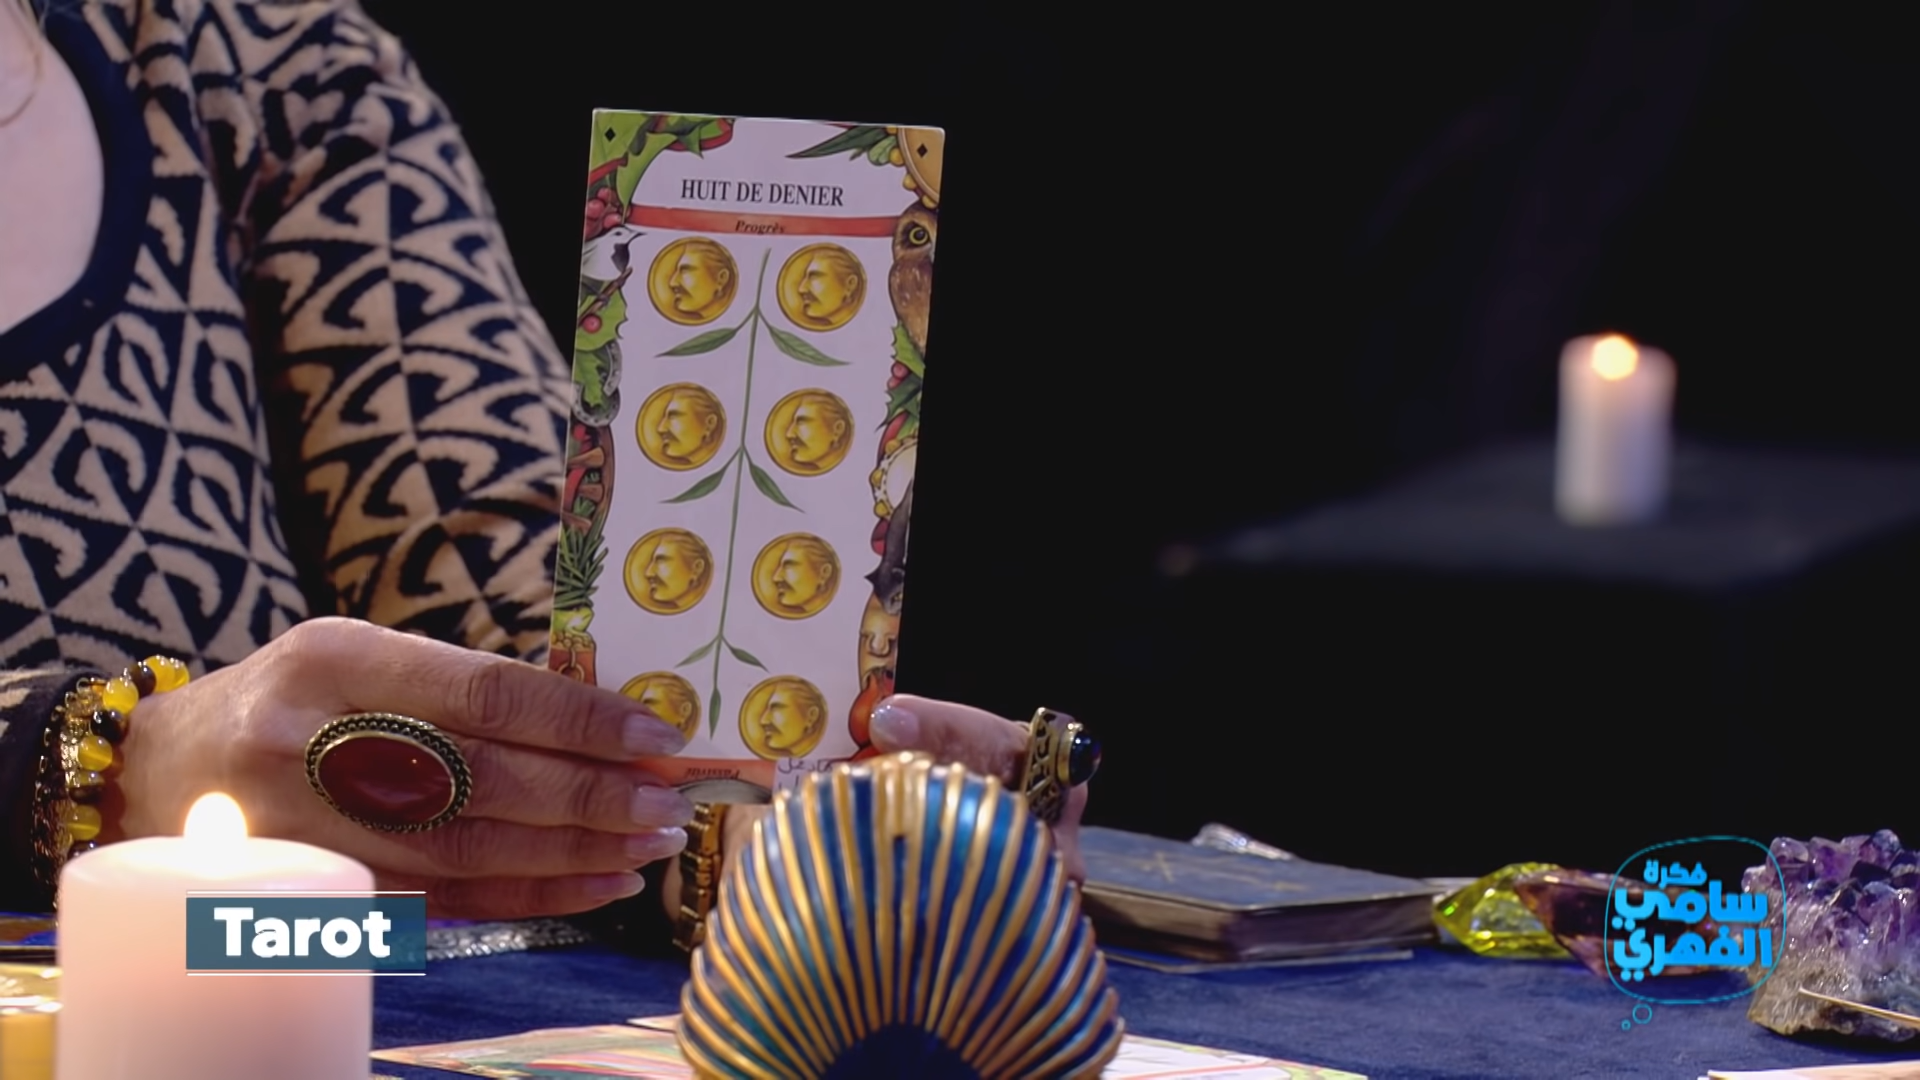 HUIT DE DENIER
Progrès
Tarot
فكرة
سامي
الفهري